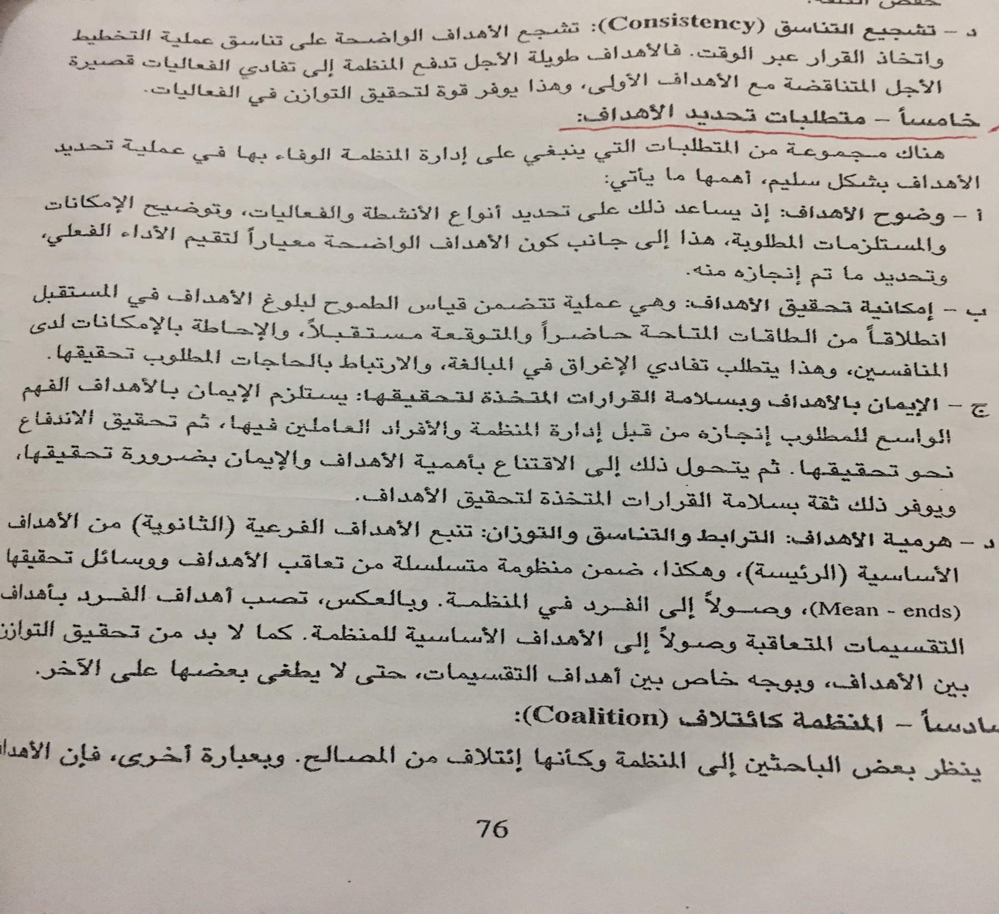 خفض الكلفة.
د – تشجيع التناسق (Consistency): تشجع الأهداف الواضحة على تناسق عملية التخطيط
واتخاذ القرار عبر الوقت. فالأهداف طويلة الأجل تدفع المنظمة إلى تفادي الفعاليات قصيرة
الأجل المتناقضة مع الأهداف الأولى، وهذا يوفر قوة لتحقيق التوازن في الفعاليات.
خامساً – متطلبات تحديد الأهداف:
هناك مجموعة من المتطلبات التي ينبغي على إدارة المنظمة الوفاء بها في عملية تحديد
الأهداف بشكل سليم، أهمها ما يأتي:
أ – وضوح الأهداف: إذ يساعد ذلك على تحديد أنواع الأنشطة والفعاليات، وتوضيح الإمكانات
والمستلزمات المطلوبة، هذا إلى جانب كون الأهداف الواضحة معياراً لتقيم الأداء الفعلي،
وتحديد ما تم إنجازه منه.
ب – إمكانية تحقيق الأهداف: وهي عملية تتضمن قياس الطموح لبلوغ الأهداف في المستقبل
انطلاقاً من الطاقات المتاحة حاضراً والمتوقعة مستقبلاً، والإحاطة بالإمكانات لدى
المنافسين، وهذا يتطلب تفادي الإغراق في المبالغة، والارتباط بالحاجات المطلوب تحقيقها.
ج – الإيمان بالأهداف وبسلامة القرارات المتخذة لتحقيقها: يستلزم الإيمان بالأهداف الفهم
الواسع للمطلوب إنجازه من قبل إدارة المنظمة والأفراد العاملين فيها، ثم تحقيق الاندفاع
نحو تحقيقها. ثم يتحول ذلك إلى الاقتناع بأهمية الأهداف والإيمان بضرورة تحقيقها،
ويوفر ذلك ثقة بسلامة القرارات المتخذة لتحقيق الأهداف.
د – هرمية الأهداف: الترابط والتناسق والتوزان: تنبع الأهداف الفرعية (الثانوية) من الأهداف
الأساسية (الرئيسة)، وهكذا، ضمن منظومة متسلسلة من تعاقب الأهداف ووسائل تحقيقها
(Mean - ends)، وصولاً إلى الفرد في المنظمة. وبالعكس، تصب أهداف الفرد بأهداف
التقسيمات المتعاقبة وصولاً إلى الأهداف الأساسية للمنظمة. كما لا بد من تحقيق التوازن
بين الأهداف، وبوجه خاص بين أهداف التقسيمات، حتى لا يطغى بعضها على الآخر.
سادساً – المنظمة كائتلاف (Coalition):
ينظر بعض الباحثين إلى المنظمة وكأنها إئتلاف من المصالح. وبعبارة أخرى، فإن
76